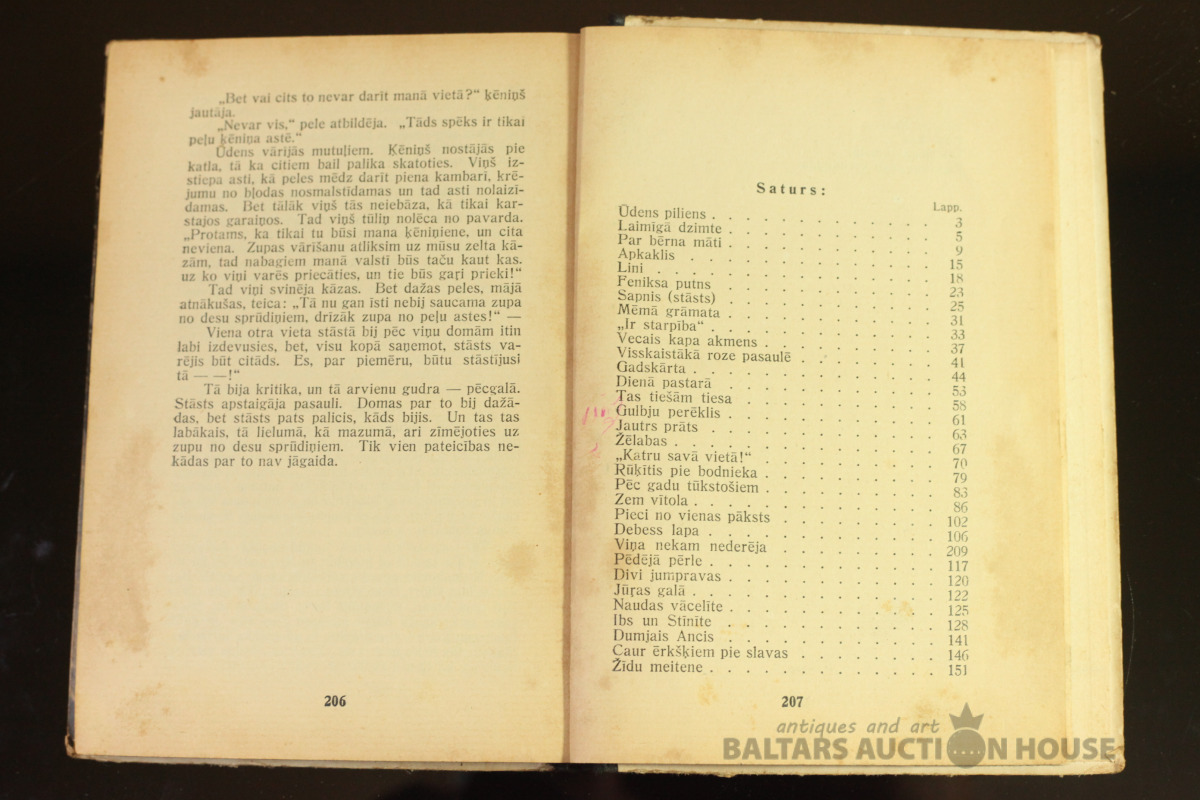 „Bet vai cits to nevar darīt manā vietā?“ ķēniņš
jautāja.
„Nevar vis,“ pele atbildēja. „Tāds spēks ir tikai
peļu ķēniņa astē.“
Ūdens vārījās mutuļiem. Ķēniņš nostājās pie
katla, tā ka citiem bail palika skatoties. Viņš iz-
stiepa asti, kā peles mēdz darīt piena kambarī, krē-
jumu no bļodas nosmalstīdamas un tad asti nolaizī-
damas. Bet tālāk viņš tās neiebāza, kā tikai kar-
stajos garaiņos. Tad viņš tūliņ nolēca no pavarda.
„Protams, ka tikai tu būsi mana ķēniņiene, un cita
neviena. Zupas vārīšanu atliksim uz mūsu zelta kā-
zām, tad nabagiem manā valstī būs taču kaut kas.
uz ko viņi varēs priecāties, un tie būs gaŗi prieki!“
Tad viņi svinēja kāzas. Bet dažas peles, mājā
atnākušas, teica: „Tā nu gan īsti nebij saucama zupa
no desu sprūdiņiem, drīzāk zupa no peļu astes!“ —
Viena otra vieta stāstā bij pēc viņu domām itin
labi izdevusies, bet, visu kopā saņemot, stāsts va-
rējis būt citāds. Es, par piemēru, būtu stāstījusi
tā — —!“
Tā bija kritika, un tā arvienu gudra — pēcgalā.
Stāsts apstaigāja pasauli. Domas par to bij dažā-
das, bet stāsts pats palicis, kāds bijis. Un tas tas
labākais, tā lielumā, kā mazumā, ari zīmējoties uz
zupu no desu sprūdiņiem. Tik vien pateicības ne-
kādas par to nav jāgaida.
206
Saturs:
Lapp.
Ūdens piliens . . . . . . . . . . . . 3
Laimīgā dzimte . . . . . . . . . . . . 5
Par bērna māti . . . . . . . . . . . . 9
Apkaklis . . . . . . . . . . . . 15
Lini . . . . . . . . . . . . 18
Feniksa putns . . . . . . . . . . . . 23
Sapnis (stāsts) . . . . . . . . . . . . 25
Mēmā grāmata . . . . . . . . . . . . 31
„Ir starpība“ . . . . . . . . . . . . 33
Vecais kapa akmens . . . . . . . . . . . 37
Visskaistākā roze pasaulē . . . . . . . . . 41
Gadskārta . . . . . . . . . . . . 44
Dienā pastarā . . . . . . . . . . . . 53
Tas tiešām tiesa . . . . . . . . . . . . 58
Gulbju perēklis . . . . . . . . . . . . 61
Jautrs prāts . . . . . . . . . . . . 63
Žēlabas . . . . . . . . . . . . 67
„Katru savā vietā!“ . . . . . . . . . . . 70
Rūķītis pie bodnieka . . . . . . . . . . . 79
Pēc gadu tūkstošiem . . . . . . . . . . . 83
Zem vītola . . . . . . . . . . . . 86
Pieci no vienas pāksts . . . . . . . . . . 102
Debess lapa . . . . . . . . . . . . 106
Viņa nekam nederēja . . . . . . . . . . 209
Pēdējā pērle . . . . . . . . . . . . 117
Divi jumpravas . . . . . . . . . . . . 120
Jūŗas galā . . . . . . . . . . . . 122
Naudas vācelīte . . . . . . . . . . . . 125
Ibs un Stīnīte . . . . . . . . . . . . 128
Dumjais Ancis . . . . . . . . . . . . 141
Caur ērkšķiem pie slavas . . . . . . . . 146
Žīdu meitene . . . . . . . . . . . . 151
207
antiques and art
BALTARS AUCTION HOUSE